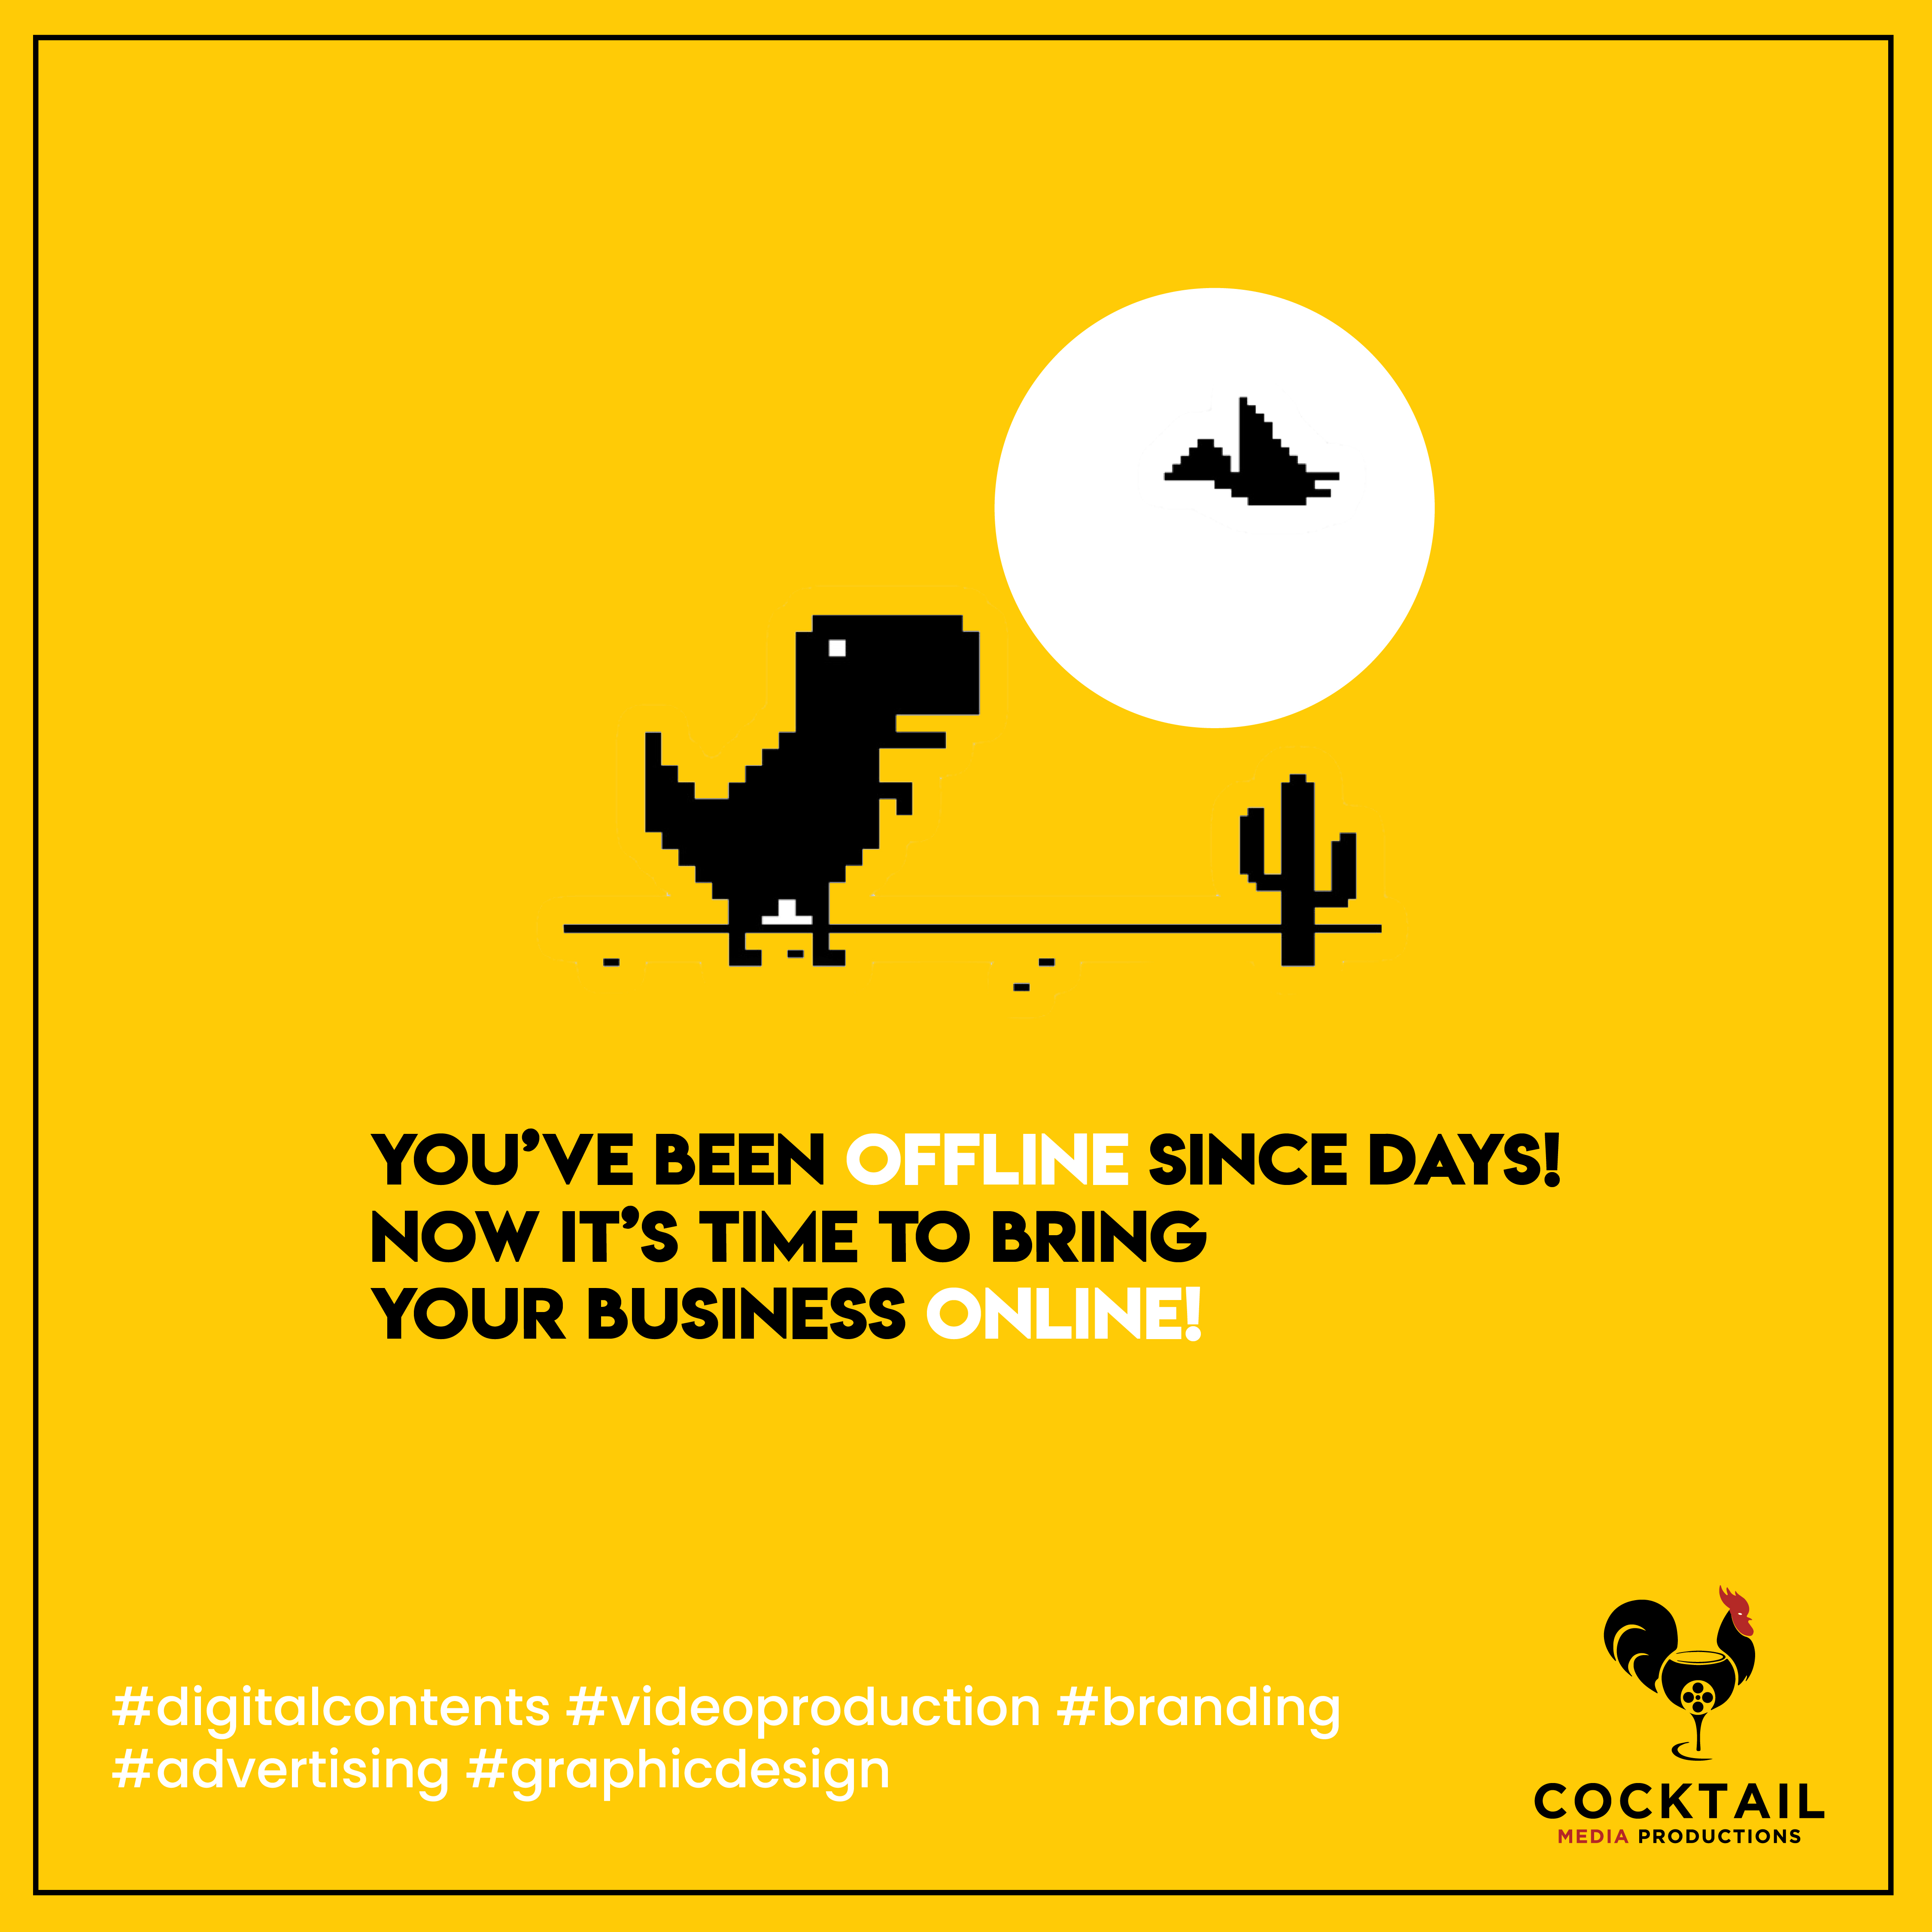 YOU'VE BEEN OFFLINE SINCE DAYS!
NOW IT'S TIME TO BRING
YOUR BUSINESS ONLINE!
#digitalcontents #videoproduction #branding
#advertising #graphicdesign
COCKTAIL
MEDIA PRODUCTIONS